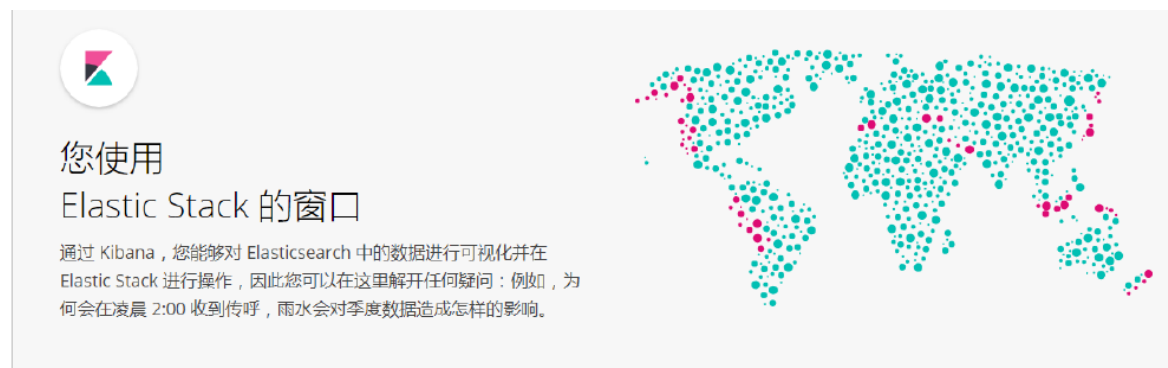 您使用
Elastic Stack 的窗口
通过 Kibana，您能够对 Elasticsearch 中的数据进行可视化并在
Elastic Stack 进行操作，因此您可以在这里解开任何疑问：例如，为
何会在凌晨 2:00 收到传呼，雨水会对季度数据造成怎样的影响。